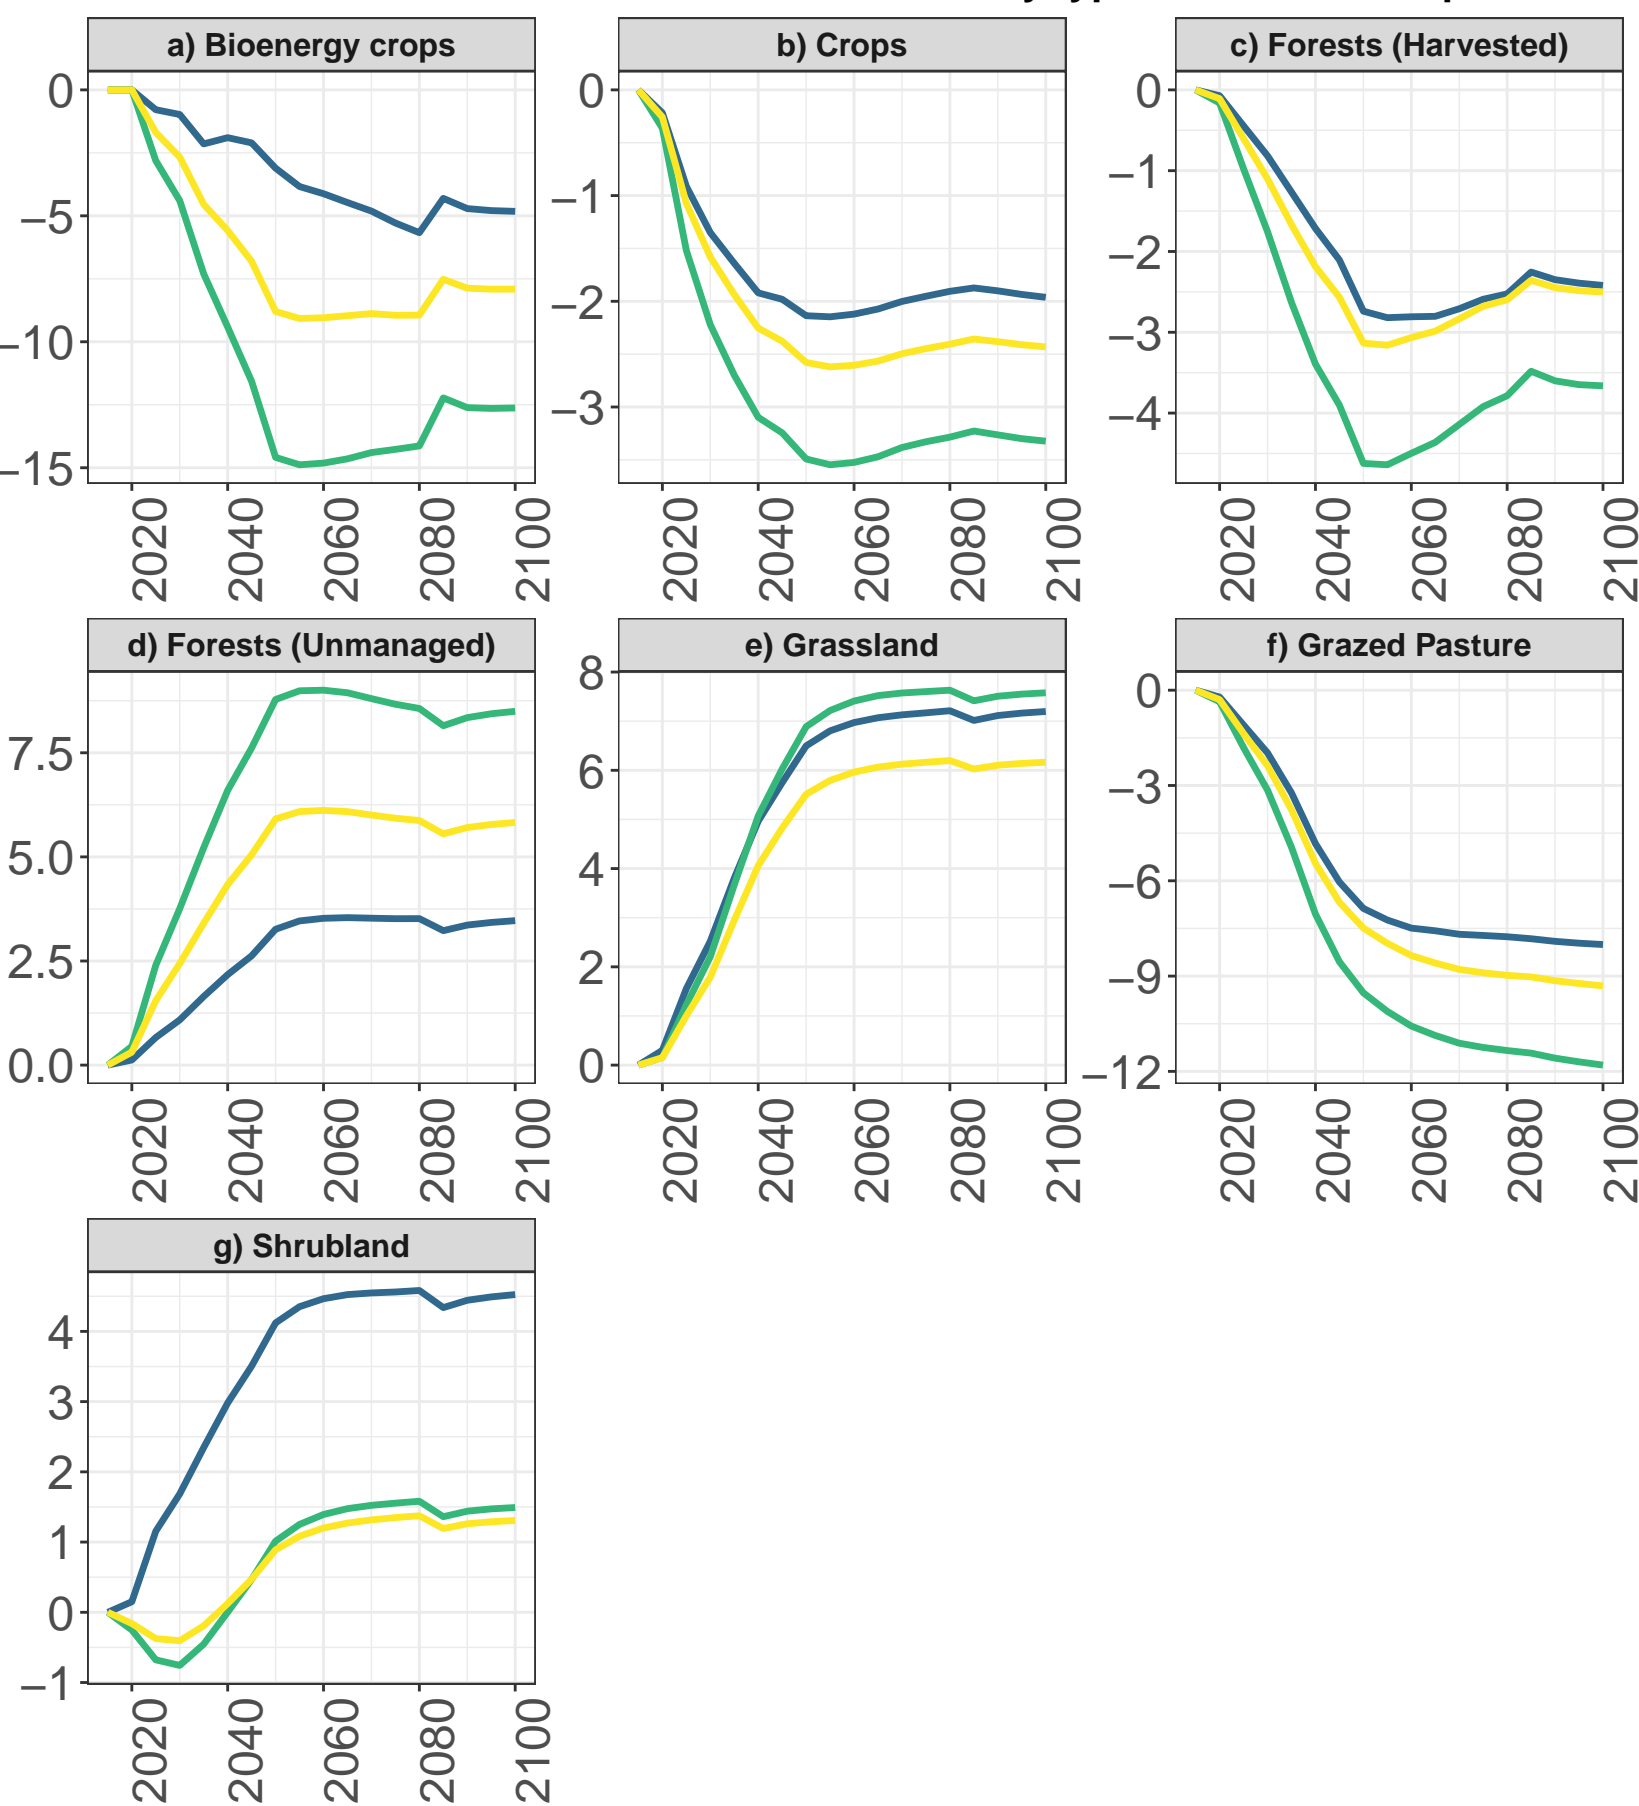 a) Bioenergy crops
0
−5
−10
−15
2020 2040 2060 2080 2100
b) Crops
0
−1
−2
−3
2020 2040 2060 2080 2100
c) Forests (Harvested)
0
−1
−2
−3
−4
2020 2040 2060 2080 2100
d) Forests (Unmanaged)
7.5
5.0
2.5
0.0
2020 2040 2060 2080 2100
e) Grassland
8
6
4
2
0
2020 2040 2060 2080 2100
f) Grazed Pasture
0
−3
−6
−9
−12
2020 2040 2060 2080 2100
g) Shrubland
4
3
2
1
0
−1
2020 2040 2060 2080 2100